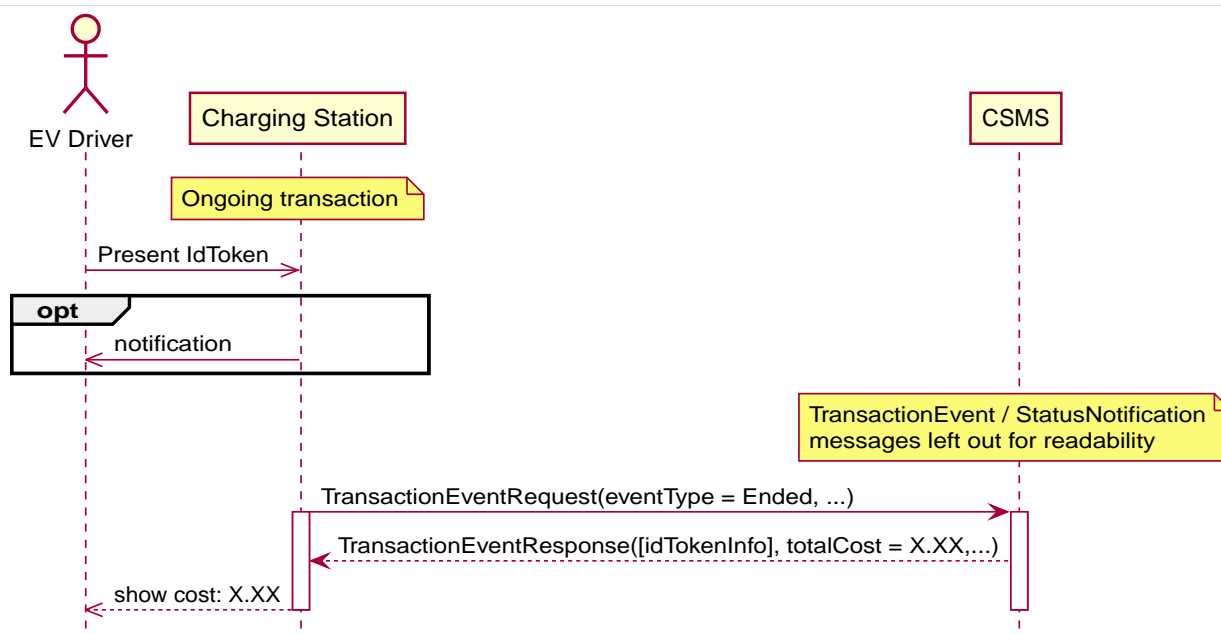 EV Driver
Charging Station
CSMS
Ongoing transaction
Present IdToken
opt
notification
TransactionEvent / StatusNotification
messages left out for readability
TransactionEventRequest(eventType = Ended, ...)
TransactionEventResponse([idTokenInfo], totalCost = X.XX,...)
show cost: X.XX